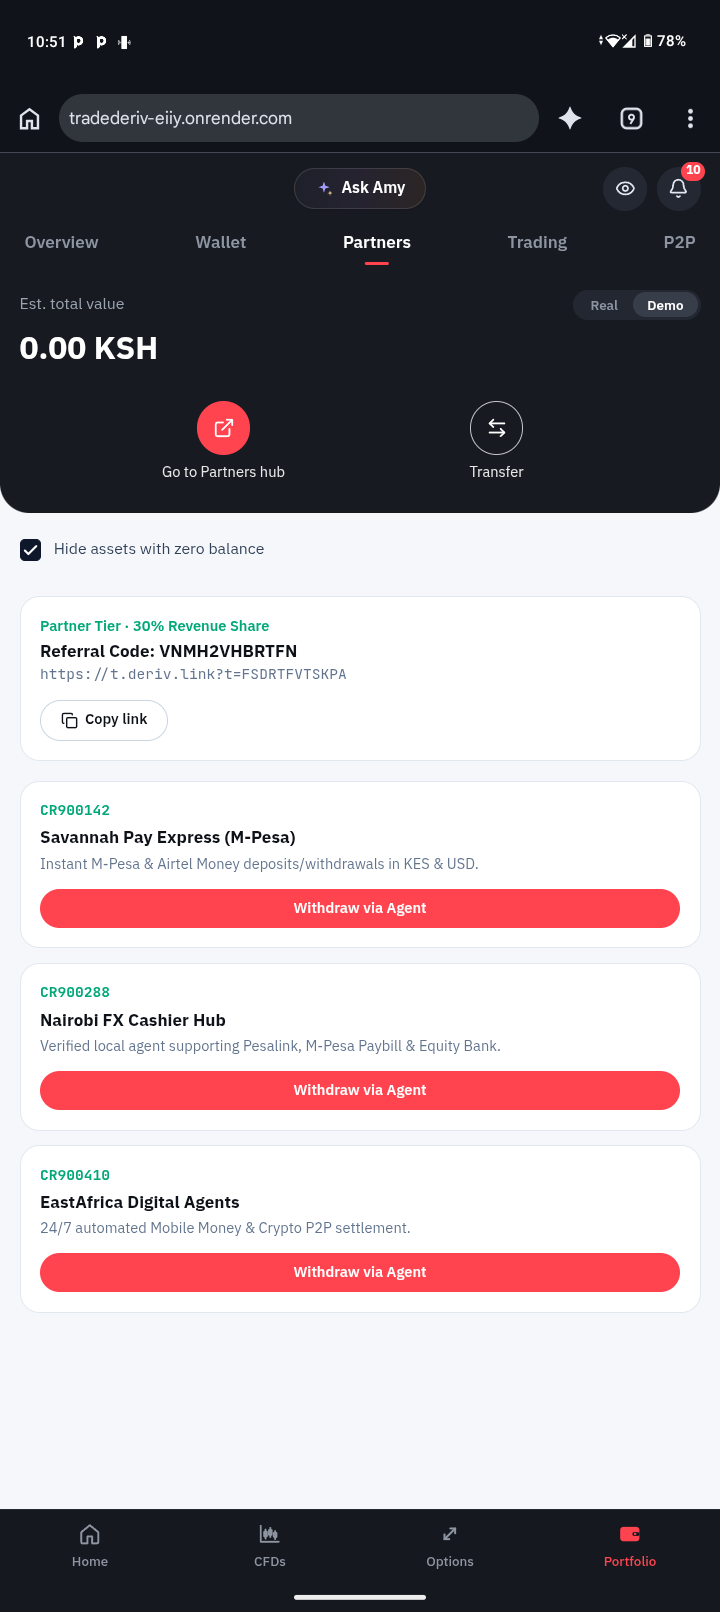 10:51
78%
tradederiv-eiiy.onrender.com
9
Ask Amy
10
Overview Wallet Partners Trading P2P
Est. total value
Real Demo
0.00 KSH
Go to Partners hub Transfer
Hide assets with zero balance
Partner Tier · 30% Revenue Share
Referral Code: VNMH2VHBRTFN
https://t.deriv.link?t=FSDRTFVTSKPA
Copy link
CR900142
Savannah Pay Express (M-Pesa)
Instant M-Pesa & Airtel Money deposits/withdrawals in KES & USD.
Withdraw via Agent
CR900288
Nairobi FX Cashier Hub
Verified local agent supporting Pesalink, M-Pesa Paybill & Equity Bank.
Withdraw via Agent
CR900410
EastAfrica Digital Agents
24/7 automated Mobile Money & Crypto P2P settlement.
Withdraw via Agent
Home CFDs Options Portfolio